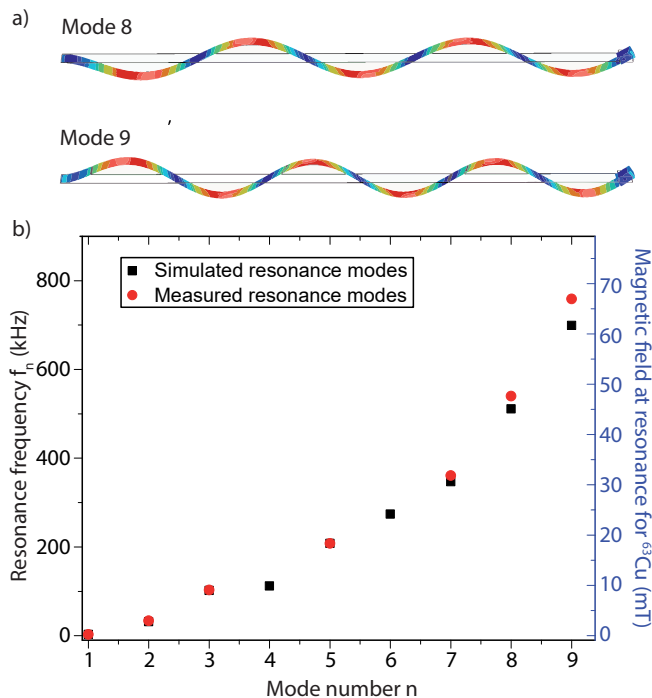 a)
Mode 8
Mode 9
,
b)
Simulated resonance modes
Measured resonance modes
Resonance frequency fₙ (kHz)
800
600
400
200
0
Magnetic field at resonance for ⁶³Cu (mT)
70
60
50
40
30
20
10
0
1 2 3 4 5 6 7 8 9
Mode number n